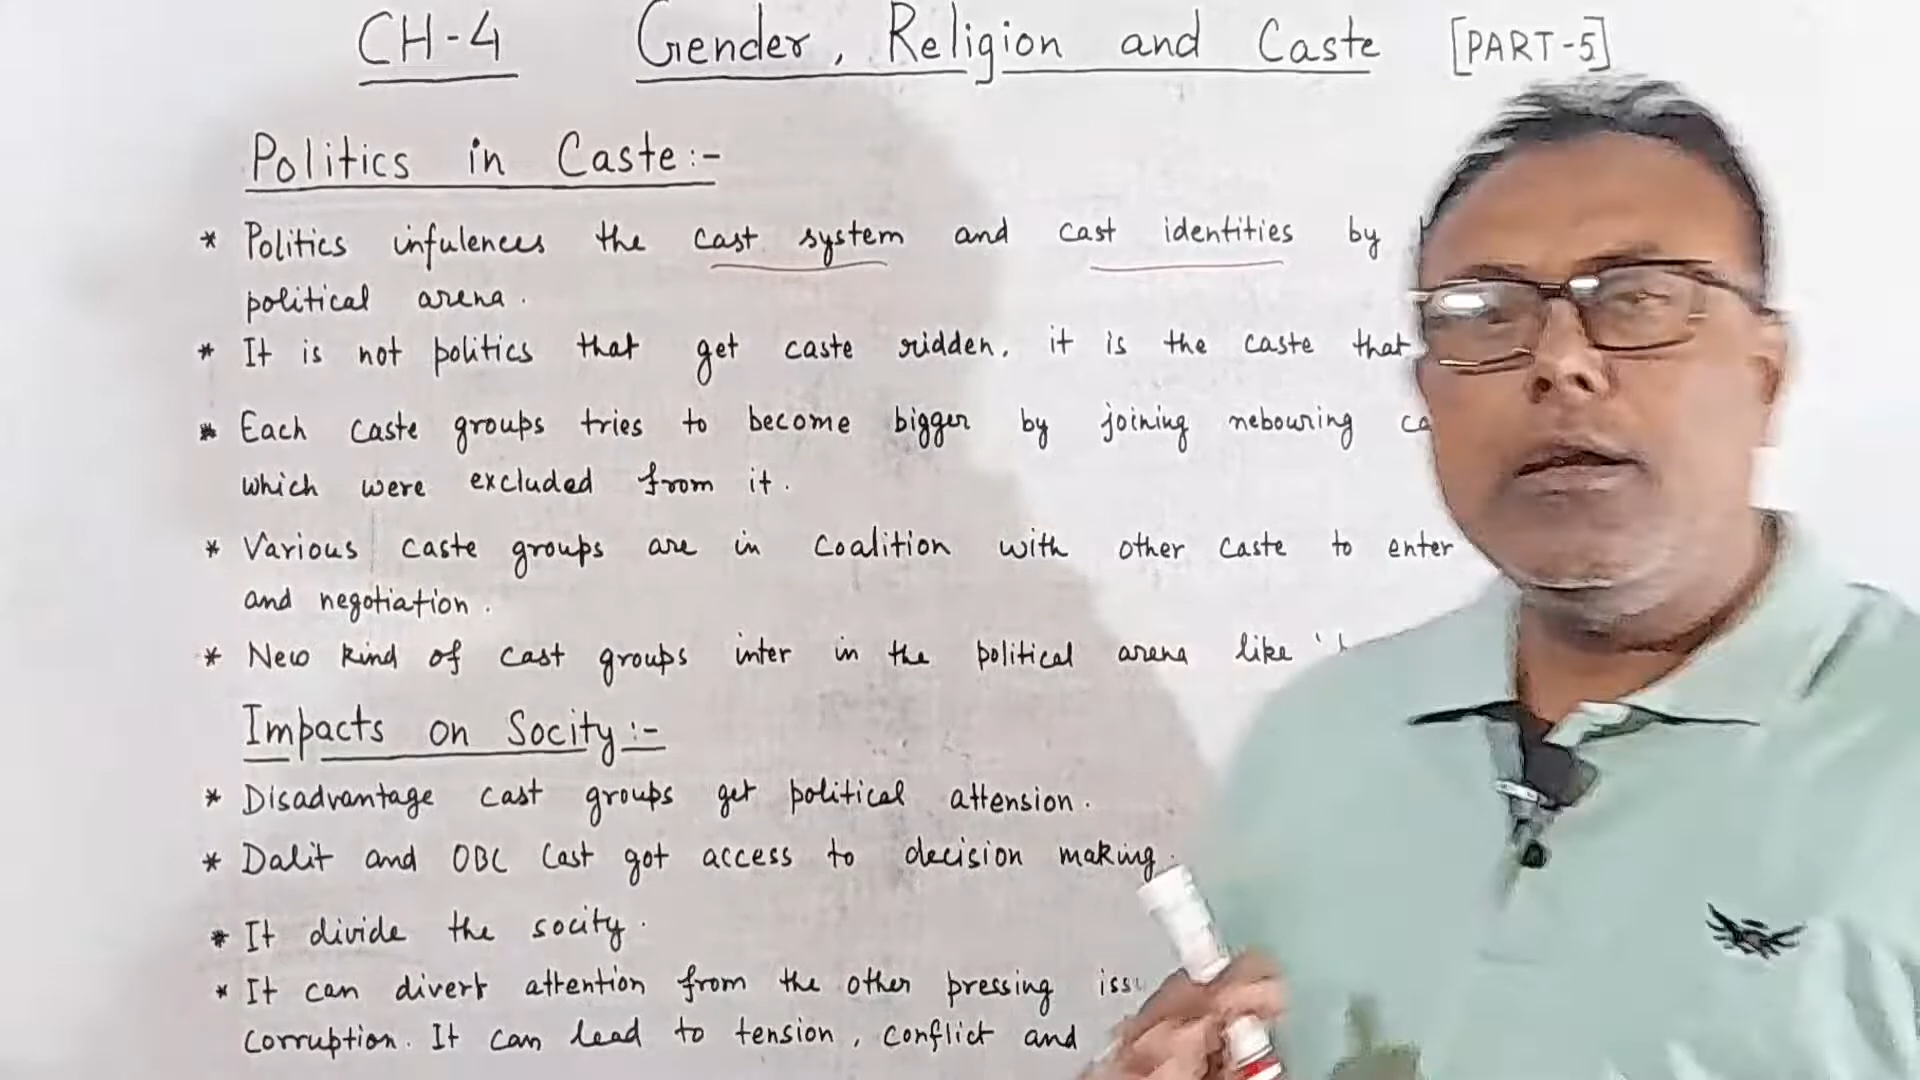 CH-4 Gender, Religion and Caste [PART-5]
Politics in Caste:-
* Politics infulences the cast system and cast identities by
political arena.
* It is not politics that get caste ridden, it is the caste that
* Each caste groups tries to become bigger by joining nebouring
which were excluded from it.
* Various caste groups are in coalition with other caste to enter
and negotiation.
* New kind of cast groups inter in the political arena like
Impacts on Socity:-
* Disadvantage cast groups get political attension.
* Dalit and OBC Cast got access to decision making.
* It divide the socity.
* It can divert attention from the other pressing
corruption. It can lead to tension, conflict and